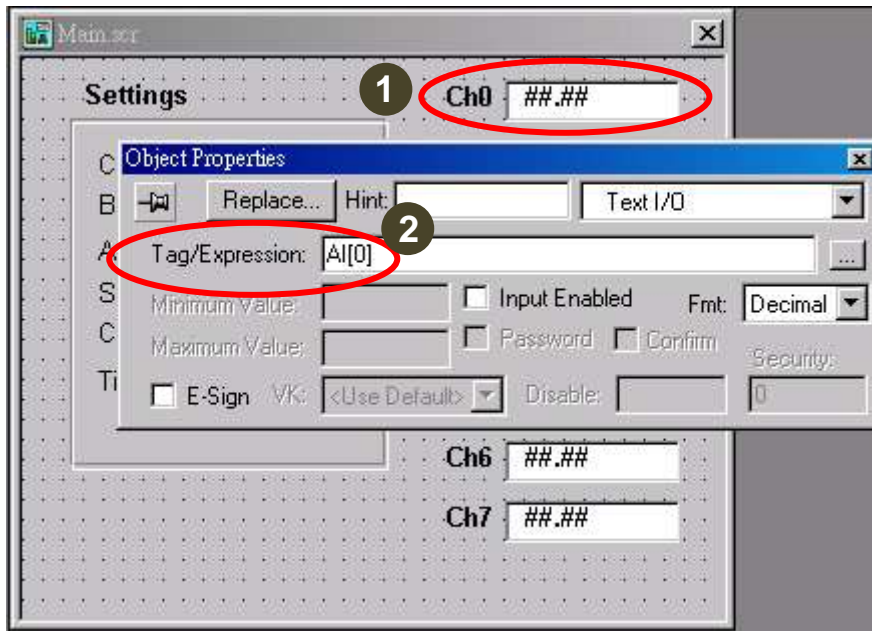 Main.scr
Settings
1
Ch0 ##.##
Object Properties
C
B
Replace...
Hint:
Text I/O
2
A
Tag/Expression: AI[0]
...
S
Minimum Value:
Input Enabled
Fmt: Decimal
C
Maximum Value:
Password
Confirm
Security:
Ti
E-Sign
VK: <Use Default>
Disable:
0
Ch6 ##.##
Ch7 ##.##